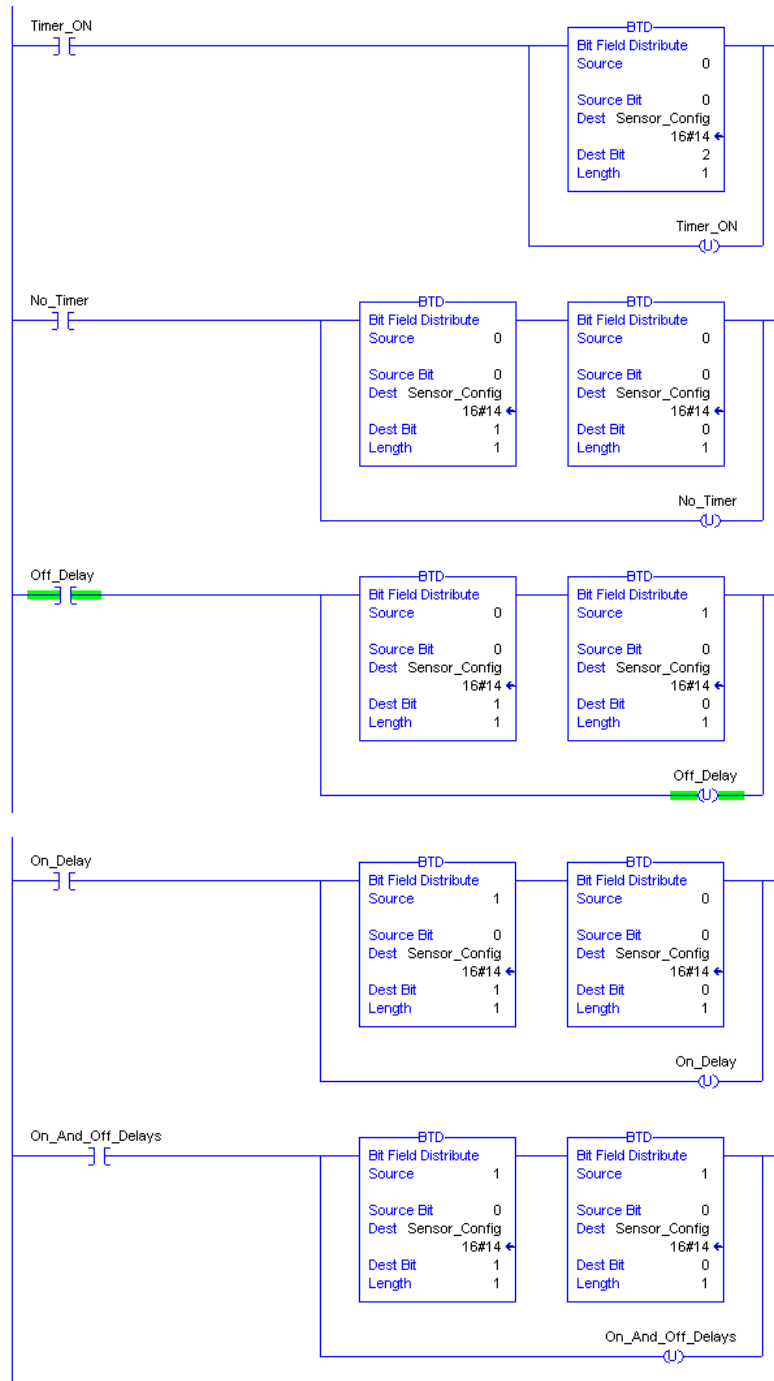 Timer_ON
BTD
Bit Field Distribute
Source 0
Source Bit 0
Dest Sensor_Config
16#14
Dest Bit 2
Length 1
Timer_ON
U
No_Timer
BTD
Bit Field Distribute
Source 0
Source Bit 0
Dest Sensor_Config
16#14
Dest Bit 1
Length 1
BTD
Bit Field Distribute
Source 0
Source Bit 0
Dest Sensor_Config
16#14
Dest Bit 0
Length 1
No_Timer
U
Off_Delay
BTD
Bit Field Distribute
Source 0
Source Bit 0
Dest Sensor_Config
16#14
Dest Bit 1
Length 1
BTD
Bit Field Distribute
Source 1
Source Bit 0
Dest Sensor_Config
16#14
Dest Bit 0
Length 1
Off_Delay
U
On_Delay
BTD
Bit Field Distribute
Source 1
Source Bit 0
Dest Sensor_Config
16#14
Dest Bit 1
Length 1
BTD
Bit Field Distribute
Source 0
Source Bit 0
Dest Sensor_Config
16#14
Dest Bit 0
Length 1
On_Delay
U
On_And_Off_Delays
BTD
Bit Field Distribute
Source 1
Source Bit 0
Dest Sensor_Config
16#14
Dest Bit 1
Length 1
BTD
Bit Field Distribute
Source 1
Source Bit 0
Dest Sensor_Config
16#14
Dest Bit 0
Length 1
On_And_Off_Delays
U